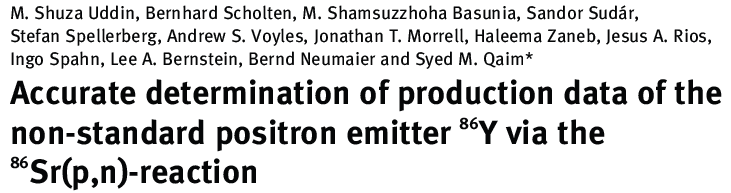 M. Shuza Uddin, Bernhard Scholten, M. Shamsuzzhoha Basunia, Sandor Sudár,
Stefan Spellerberg, Andrew S. Voyles, Jonathan T. Morrell, Haleema Zaneb, Jesus A. Rios,
Ingo Spahn, Lee A. Bernstein, Bernd Neumaier and Syed M. Qaim*
Accurate determination of production data of the
non-standard positron emitter ⁸⁶Y via the
⁸⁶Sr(p,n)-reaction